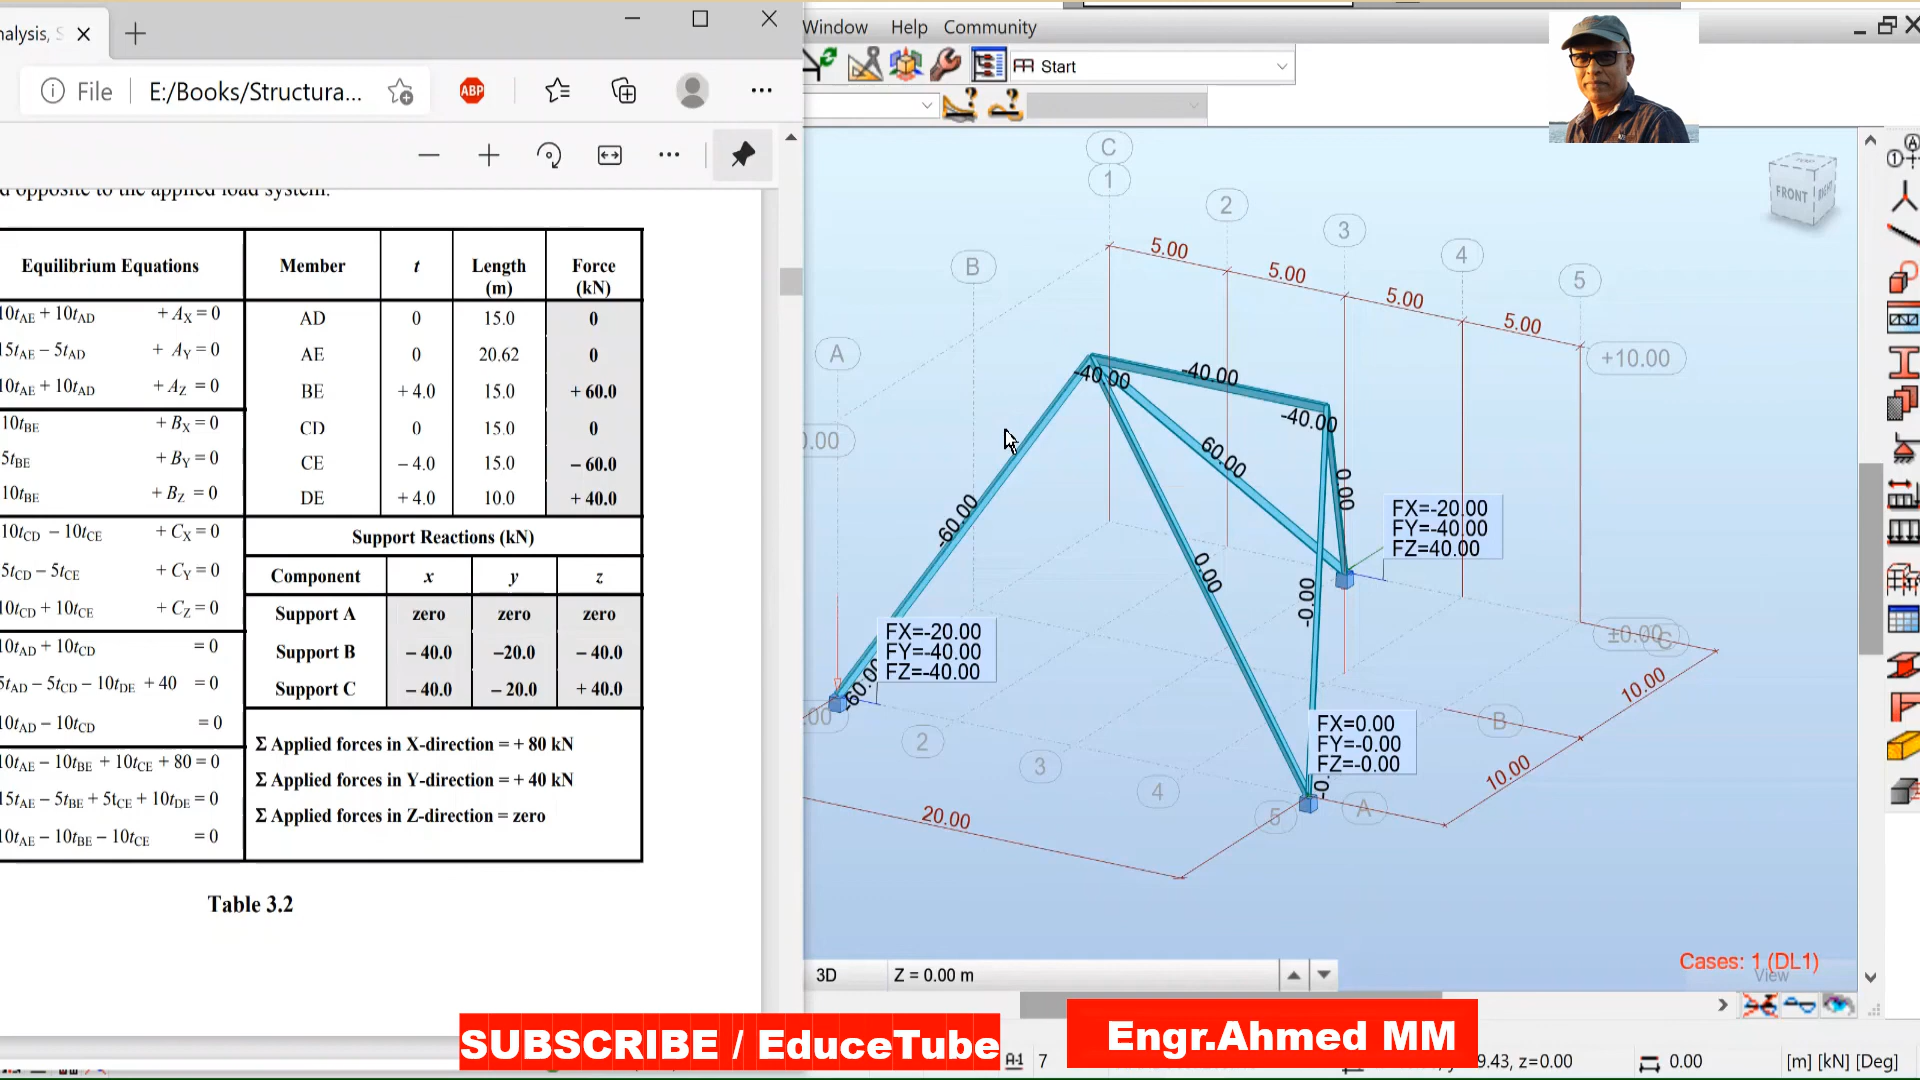 nalysis, S
File
E:/Books/Structura...
ABP
Window Help Community
Start
d opposite to the applied load system.
Equilibrium Equations
Member t Length (m) Force (kN)
10tAE + 10tAD + AX = 0
15tAE − 5tAD + AY = 0
10tAE + 10tAD + AZ = 0
10tBE + BX = 0
5tBE + BY = 0
10tBE + BZ = 0
10tCD − 10tCE + CX = 0
5tCD − 5tCE + CY = 0
10tCD + 10tCE + CZ = 0
10tAD + 10tCD = 0
5tAD − 5tCD − 10tDE + 40 = 0
10tAD − 10tCD = 0
10tAE − 10tBE + 10tCE + 80 = 0
15tAE − 5tBE + 5tCE + 10tDE = 0
10tAE − 10tBE − 10tCE = 0
AD 0 15.0 0
AE 0 20.62 0
BE + 4.0 15.0 + 60.0
CD 0 15.0 0
CE − 4.0 15.0 − 60.0
DE + 4.0 10.0 + 40.0
Support Reactions (kN)
Component x y z
Support A zero zero zero
Support B − 40.0 −20.0 − 40.0
Support C − 40.0 − 20.0 + 40.0
Σ Applied forces in X-direction = + 80 kN
Σ Applied forces in Y-direction = + 40 kN
Σ Applied forces in Z-direction = zero
Table 3.2
C
1
2
3
4
5
B
A
5.00
5.00
5.00
5.00
+10.00
FRONT
RIGHT
TOP
-40.00
-40.00
-40.00
60.00
0.00
-60.00
0.00
-0.00
-60.00
FX=-20.00
FY=-40.00
FZ=40.00
FX=-20.00
FY=-40.00
FZ=-40.00
FX=0.00
FY=-0.00
FZ=-0.00
±0.00
C
B
A
2
3
4
5
20.00
10.00
10.00
Cases: 1 (DL1)
View
3D
Z = 0.00 m
SUBSCRIBE / EduceTube
Engr.Ahmed MM
7
9.43, z=0.00
0.00
[m] [kN] [Deg]